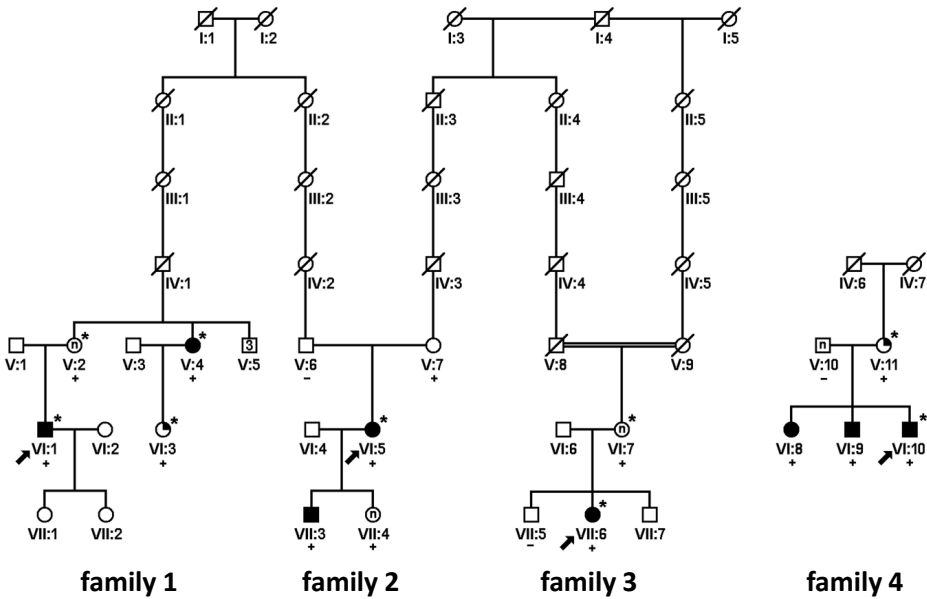 I:1 I:2 I:3 I:4 I:5
II:1 II:2 II:3 II:4 II:5
III:1 III:2 III:3 III:4 III:5
IV:1 IV:2 IV:3 IV:4 IV:5 IV:6 IV:7
n * * 3 n *
V:1 V:2 V:3 V:4 V:5 V:6 V:7 V:8 V:9 V:10 V:11
+ + − + − +
* * * n * *
VI:1 VI:2 VI:3 VI:4 VI:5 VI:6 VI:7 VI:8 VI:9 VI:10
+ + + + + + +
n *
VII:1 VII:2 VII:3 VII:4 VII:5 VII:6 VII:7
+ + − +
family 1 family 2 family 3 family 4